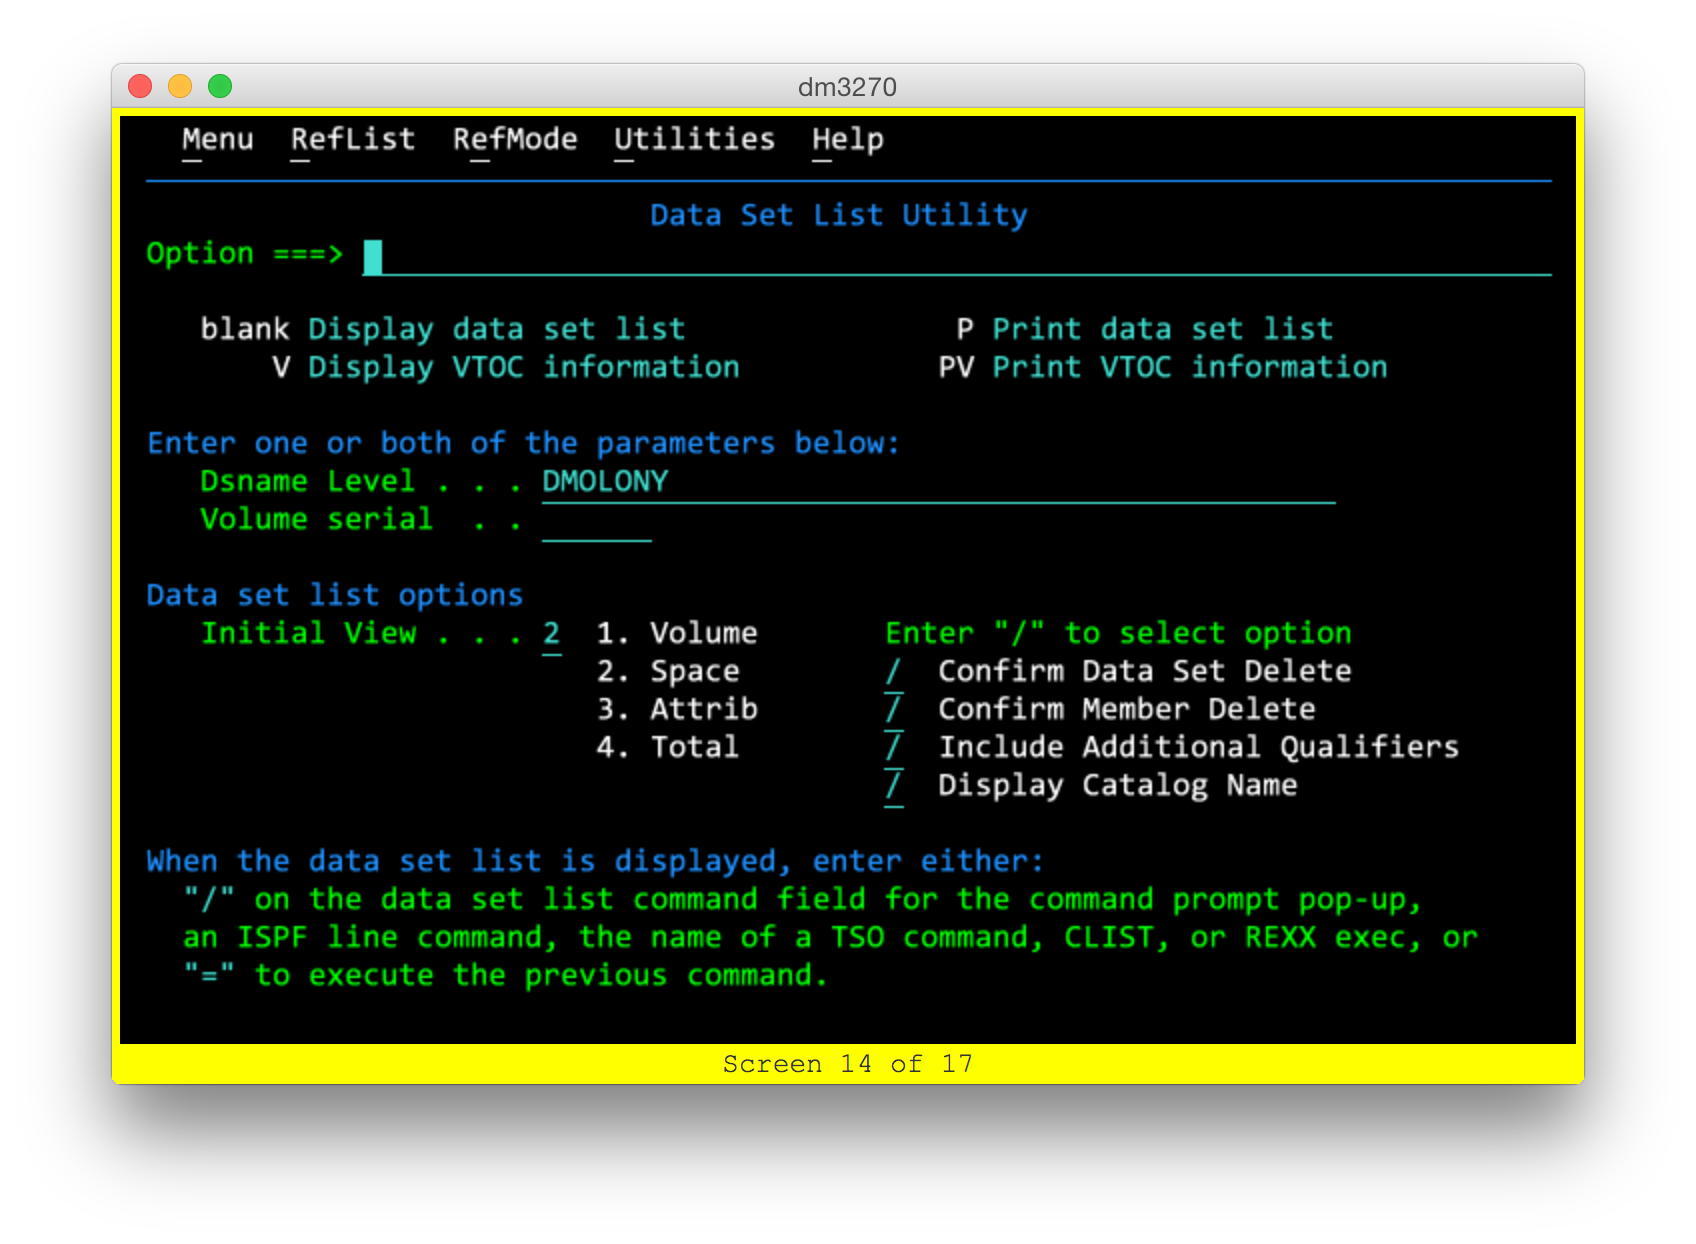 dm3270
Menu RefList RefMode Utilities Help
Data Set List Utility
Option ===>
blank Display data set list P Print data set list
V Display VTOC information PV Print VTOC information
Enter one or both of the parameters below:
Dsname Level . . . DMOLONY
Volume serial . .
Data set list options
Initial View . . . 2 1. Volume Enter "/" to select option
2. Space / Confirm Data Set Delete
3. Attrib / Confirm Member Delete
4. Total / Include Additional Qualifiers
/ Display Catalog Name
When the data set list is displayed, enter either:
"/" on the data set list command field for the command prompt pop-up,
an ISPF line command, the name of a TSO command, CLIST, or REXX exec, or
"=" to execute the previous command.
Screen 14 of 17